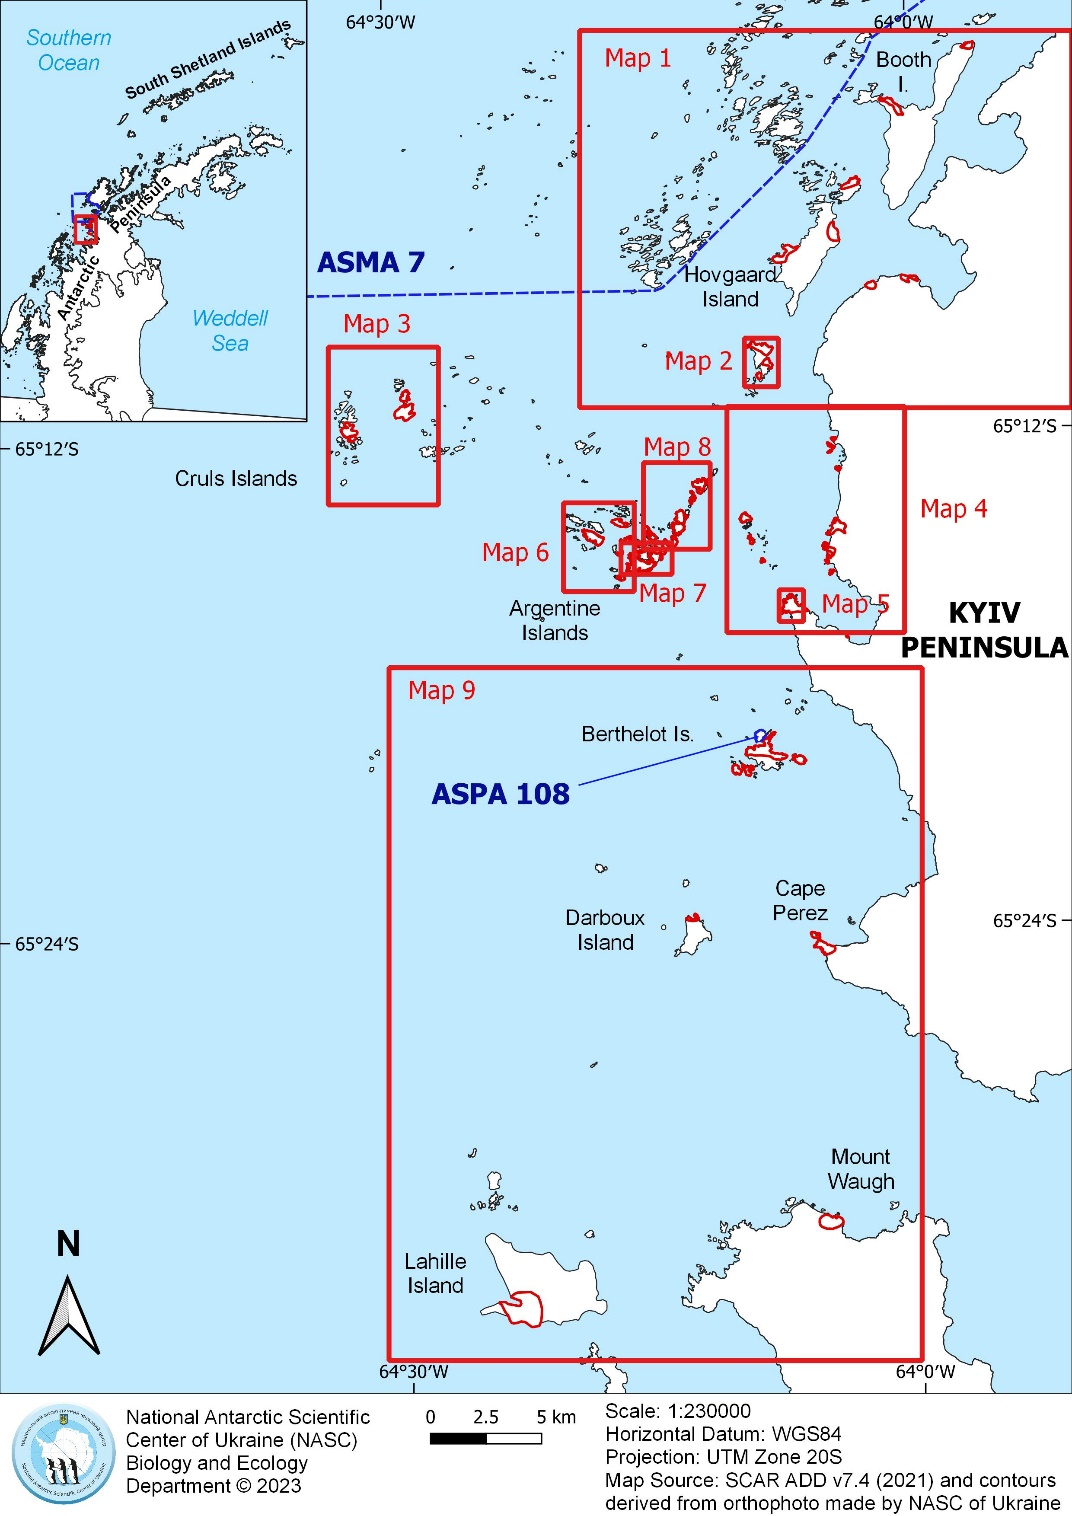 64°30′W
64°0′W
Southern
Ocean
South Shetland Islands
Antarctic
Peninsula
Weddell
Sea
Map 1
Booth
I.
ASMA 7
Hovgaard
Island
Map 3
Map 2
65°12′S
65°12′S
Cruls Islands
Map 8
Map 4
Map 6
Map 7
Map 5
Argentine
Islands
KYIV
PENINSULA
Map 9
Berthelot Is.
ASPA 108
Cape
Perez
Darboux
Island
65°24′S
65°24′S
Mount
Waugh
N
Lahille
Island
64°30′W
64°0′W
National Antarctic Scientific
Center of Ukraine (NASC)
Biology and Ecology
Department © 2023
0 2.5 5 km
Scale: 1:230000
Horizontal Datum: WGS84
Projection: UTM Zone 20S
Map Source: SCAR ADD v7.4 (2021) and contours
derived from orthophoto made by NASC of Ukraine